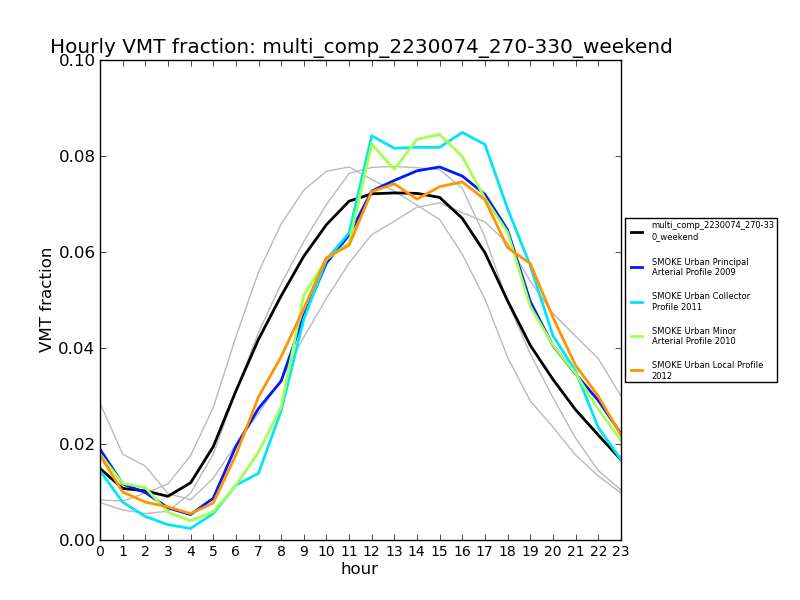 Hourly VMT fraction: multi_comp_2230074_270-330_weekend
0.10
0.08
0.06
0.04
0.02
0.00
VMT fraction
0 1 2 3 4 5 6 7 8 9 10 11 12 13 14 15 16 17 18 19 20 21 22 23
hour
multi_comp_2230074_270-33
0_weekend
SMOKE Urban Principal
Arterial Profile 2009
SMOKE Urban Collector
Profile 2011
SMOKE Urban Minor
Arterial Profile 2010
SMOKE Urban Local Profile
2012